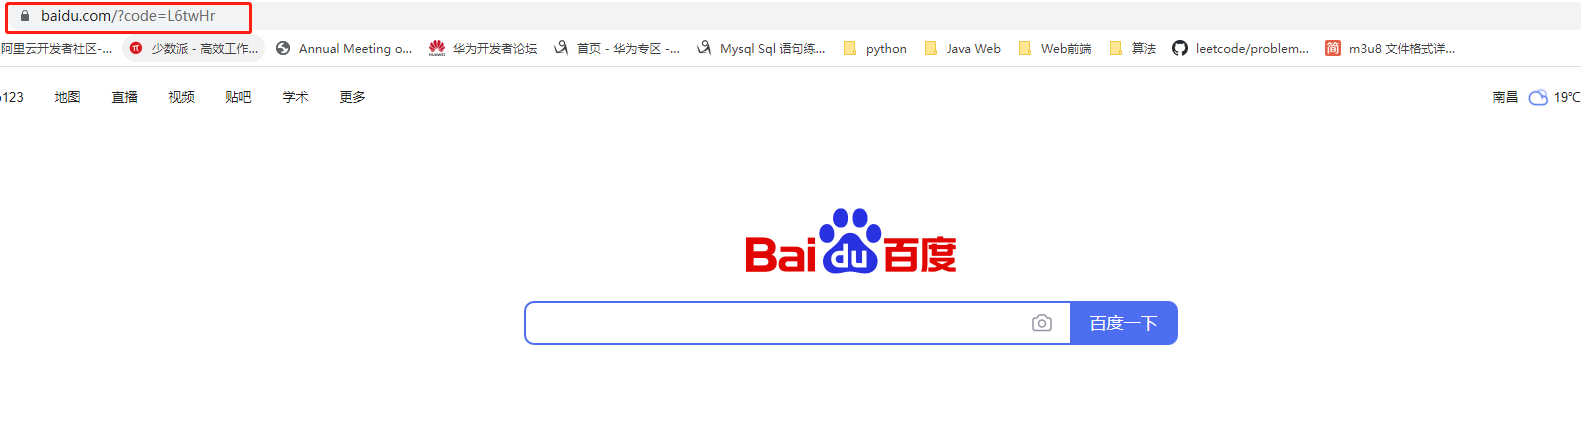 baidu.com/?code=L6twHr
阿里云开发者社区-... 少数派 - 高效工作... Annual Meeting o... 华为开发者论坛 首页 - 华为专区 -... Mysql Sql 语句练... python Java Web Web前端 算法 leetcode/problem... 简 m3u8 文件格式详...
o123 地图 直播 视频 贴吧 学术 更多 南昌 19℃
Bai du 百度
百度一下